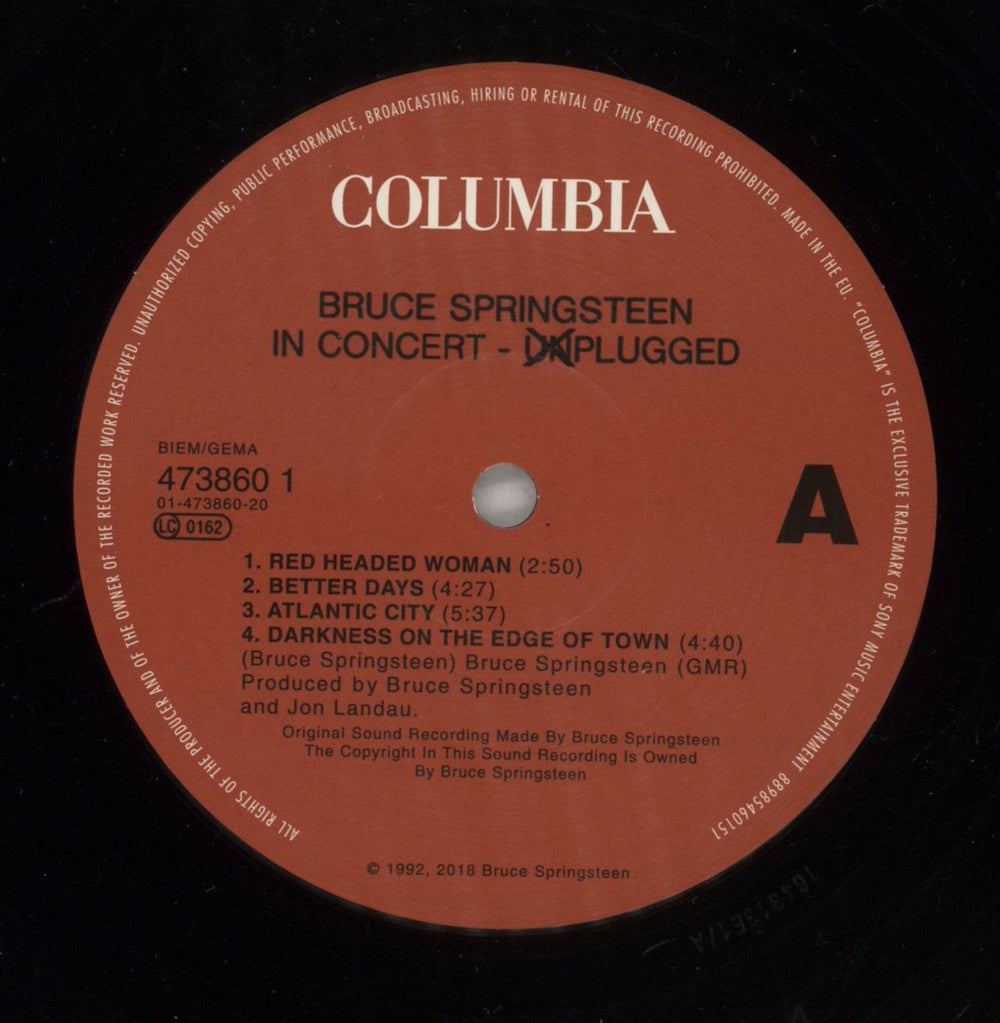 ALL RIGHTS OF THE PRODUCER AND OF THE OWNER OF THE RECORDED WORK RESERVED. UNAUTHORIZED COPYING, PUBLIC PERFORMANCE, BROADCASTING, HIRING OR RENTAL OF THIS RECORDING PROHIBITED. MADE IN THE EU. "COLUMBIA" IS THE EXCLUSIVE TRADEMARK OF SONY MUSIC ENTERTAINMENT 88985460151
COLUMBIA
BRUCE SPRINGSTEEN
IN CONCERT - UNPLUGGED
BIEM/GEMA
473860 1
01-473860-20
LC 0162
A
1. RED HEADED WOMAN (2:50)
2. BETTER DAYS (4:27)
3. ATLANTIC CITY (5:37)
4. DARKNESS ON THE EDGE OF TOWN (4:40)
(Bruce Springsteen) Bruce Springsteen (GMR)
Produced by Bruce Springsteen
and Jon Landau.
Original Sound Recording Made By Bruce Springsteen
The Copyright In This Sound Recording Is Owned
By Bruce Springsteen
© 1992, 2018 Bruce Springsteen